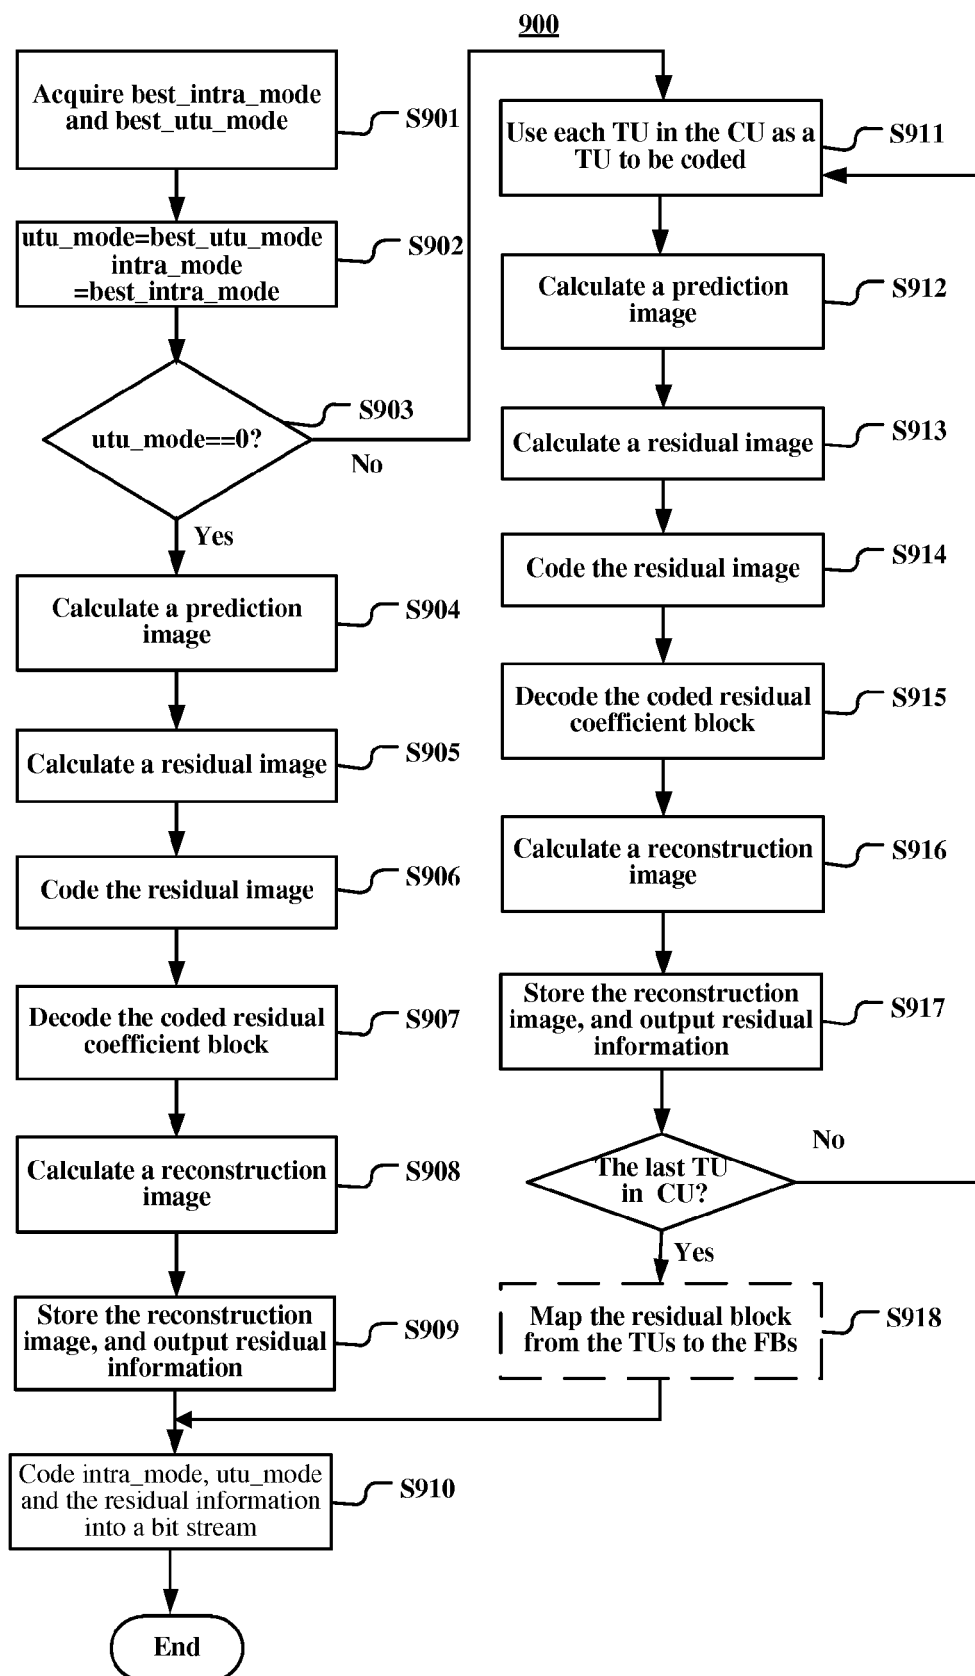 900
Acquire best_intra_mode
and best_utu_mode
S901
utu_mode=best_utu_mode
intra_mode
=best_intra_mode
S902
utu_mode==0?
S903
No
Yes
Calculate a prediction
image
S904
Calculate a residual image
S905
Code the residual image
S906
Decode the coded residual
coefficient block
S907
Calculate a reconstruction
image
S908
Store the reconstruction
image, and output residual
information
S909
Code intra_mode, utu_mode
and the residual information
into a bit stream
S910
End
Use each TU in the CU as a
TU to be coded
S911
Calculate a prediction
image
S912
Calculate a residual image
S913
Code the residual image
S914
Decode the coded residual
coefficient block
S915
Calculate a reconstruction
image
S916
Store the reconstruction
image, and output residual
information
S917
The last TU
in CU?
No
Yes
Map the residual block
from the TUs to the FBs
S918